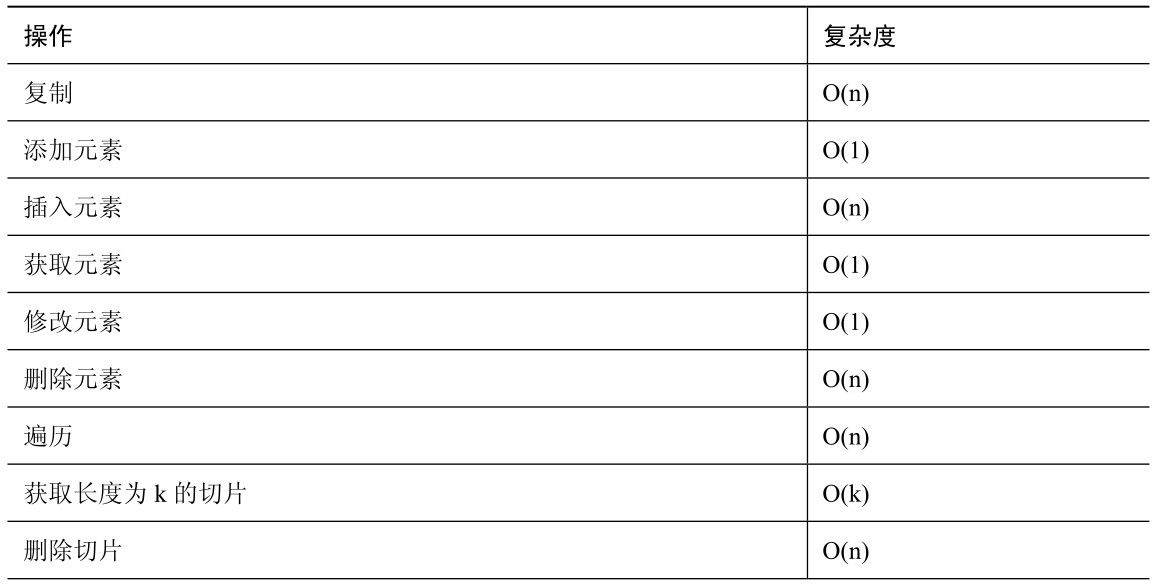 操作 复杂度
复制 O(n)
添加元素 O(1)
插入元素 O(n)
获取元素 O(1)
修改元素 O(1)
删除元素 O(n)
遍历 O(n)
获取长度为 k 的切片 O(k)
删除切片 O(n)